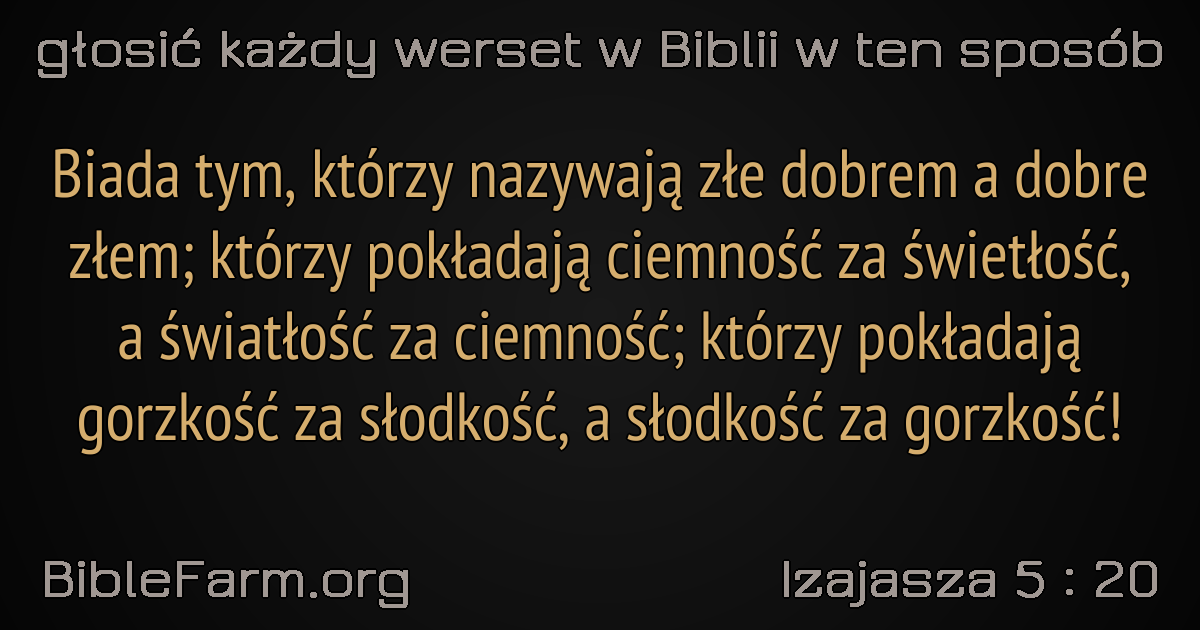 głosić każdy werset w Biblii w ten sposób
Biada tym, którzy nazywają złe dobrem a dobre
złem; którzy pokładają ciemność za świetłość,
a światłość za ciemność; którzy pokładają
gorzkość za słodkość, a słodkość za gorzkość!
BibleFarm.org
Izajasza 5 : 20